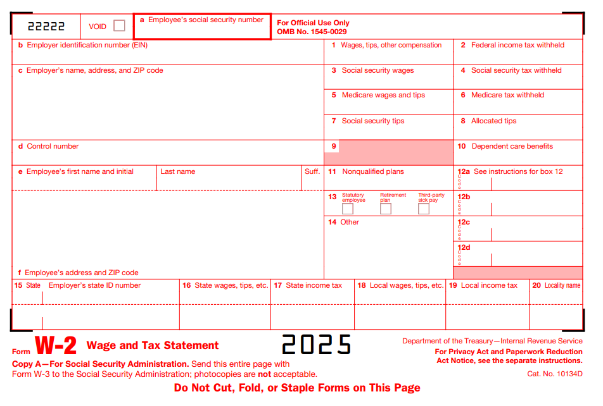 22222
VOID
a Employee's social security number
For Official Use Only
OMB No. 1545-0029
b Employer identification number (EIN)
1 Wages, tips, other compensation
2 Federal income tax withheld
c Employer's name, address, and ZIP code
3 Social security wages
4 Social security tax withheld
5 Medicare wages and tips
6 Medicare tax withheld
7 Social security tips
8 Allocated tips
d Control number
9
10 Dependent care benefits
e Employee's first name and initial
Last name
Suff.
11 Nonqualified plans
12a See instructions for box 12
Code
13 Statutory employee
Retirement plan
Third-party sick pay
12b
Code
14 Other
12c
Code
12d
Code
f Employee's address and ZIP code
15 State
Employer's state ID number
16 State wages, tips, etc.
17 State income tax
18 Local wages, tips, etc.
19 Local income tax
20 Locality name
Form W-2 Wage and Tax Statement
2025
Department of the Treasury—Internal Revenue Service
For Privacy Act and Paperwork Reduction
Act Notice, see the separate instructions.
Copy A—For Social Security Administration. Send this entire page with
Form W-3 to the Social Security Administration; photocopies are not acceptable.
Cat. No. 10134D
Do Not Cut, Fold, or Staple Forms on This Page